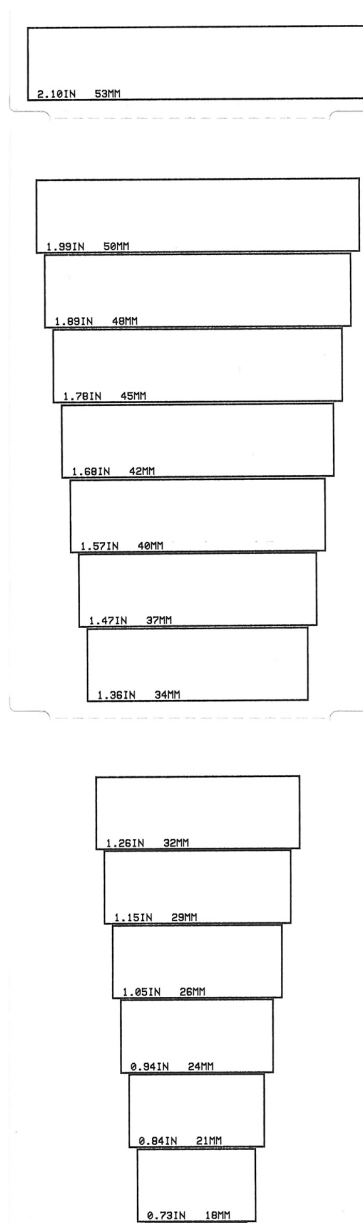 2.10IN 53MM
1.99IN 50MM
1.89IN 48MM
1.78IN 45MM
1.68IN 42MM
1.57IN 40MM
1.47IN 37MM
1.36IN 34MM
1.26IN 32MM
1.15IN 29MM
1.05IN 26MM
0.94IN 24MM
0.84IN 21MM
0.73IN 18MM